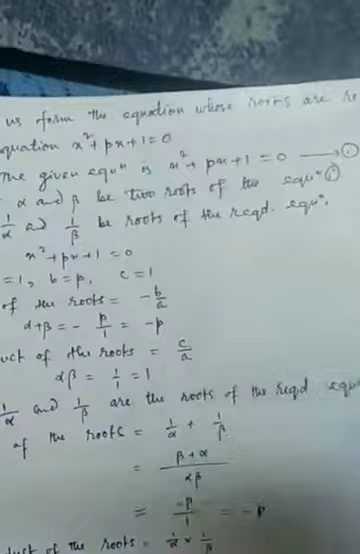 us form the equation whose roots are re
quation x² + px + 1 = 0
The given equⁿ is x² + px + 1 = 0 → ①
α and β be two roots of the equⁿ ①
1/α and 1/β be roots of the reqd. equⁿ.
x² + px + 1 = 0
= 1, b = p, c = 1
of the roots = -b/a
α+β = - p/1 = -p
uct of the roots = c/a
αβ = 1/1 = 1
1/α and 1/β are the roots of the reqd equ
of the roots = 1/α + 1/β
= β + α / αβ
= -p/1 = -p
duct of the roots = 1/α × 1/β